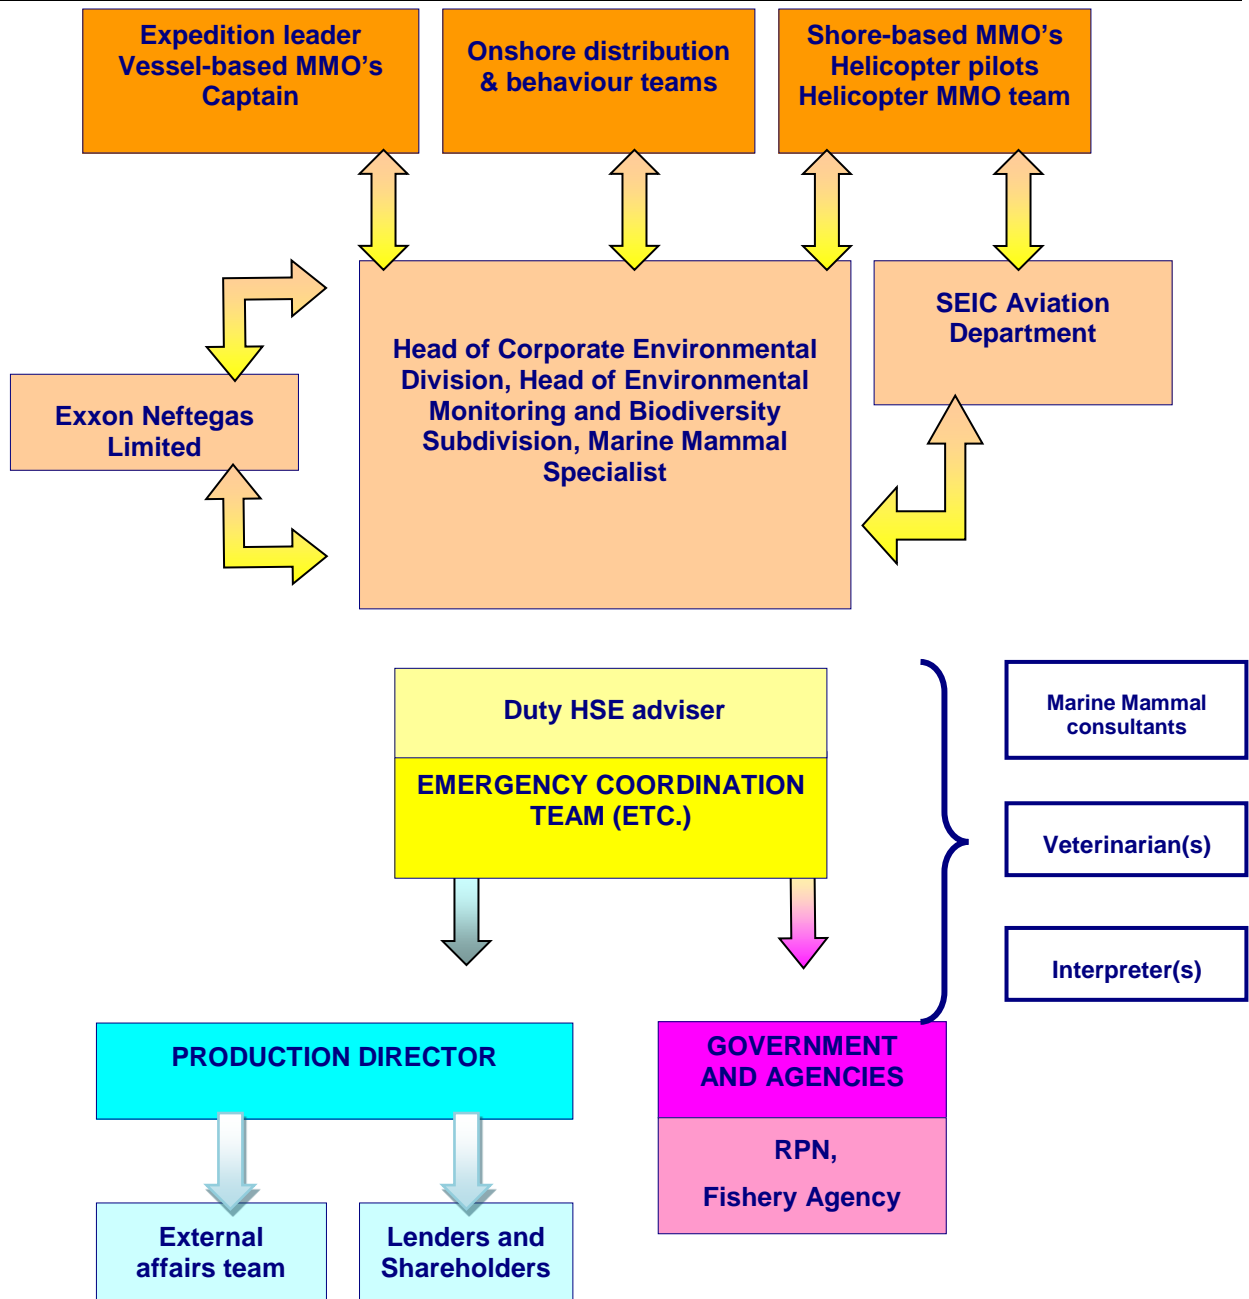 Expedition leader
Vessel-based MMO's
Captain
Onshore distribution
& behaviour teams
Shore-based MMO's
Helicopter pilots
Helicopter MMO team
Exxon Neftegas
Limited
Head of Corporate Environmental
Division, Head of Environmental
Monitoring and Biodiversity
Subdivision, Marine Mammal
Specialist
SEIC Aviation
Department
Duty HSE adviser
EMERGENCY COORDINATION
TEAM (ETC.)
Marine Mammal
consultants
Veterinarian(s)
Interpreter(s)
PRODUCTION DIRECTOR
GOVERNMENT
AND AGENCIES
RPN,
Fishery Agency
External
affairs team
Lenders and
Shareholders